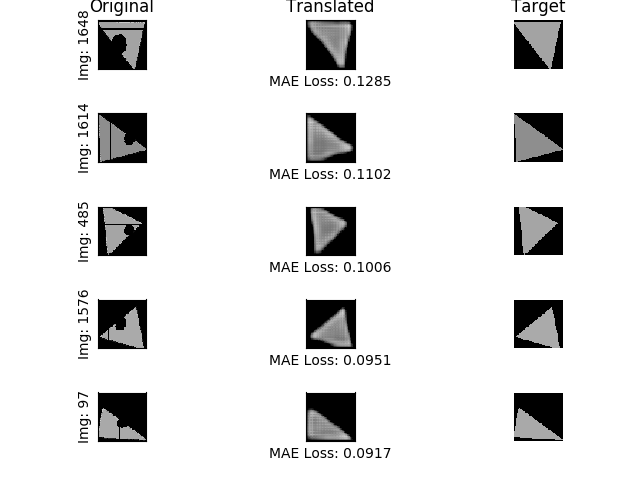 Original Translated Target
Img: 1648
MAE Loss: 0.1285
Img: 1614
MAE Loss: 0.1102
Img: 485
MAE Loss: 0.1006
Img: 1576
MAE Loss: 0.0951
Img: 97
MAE Loss: 0.0917